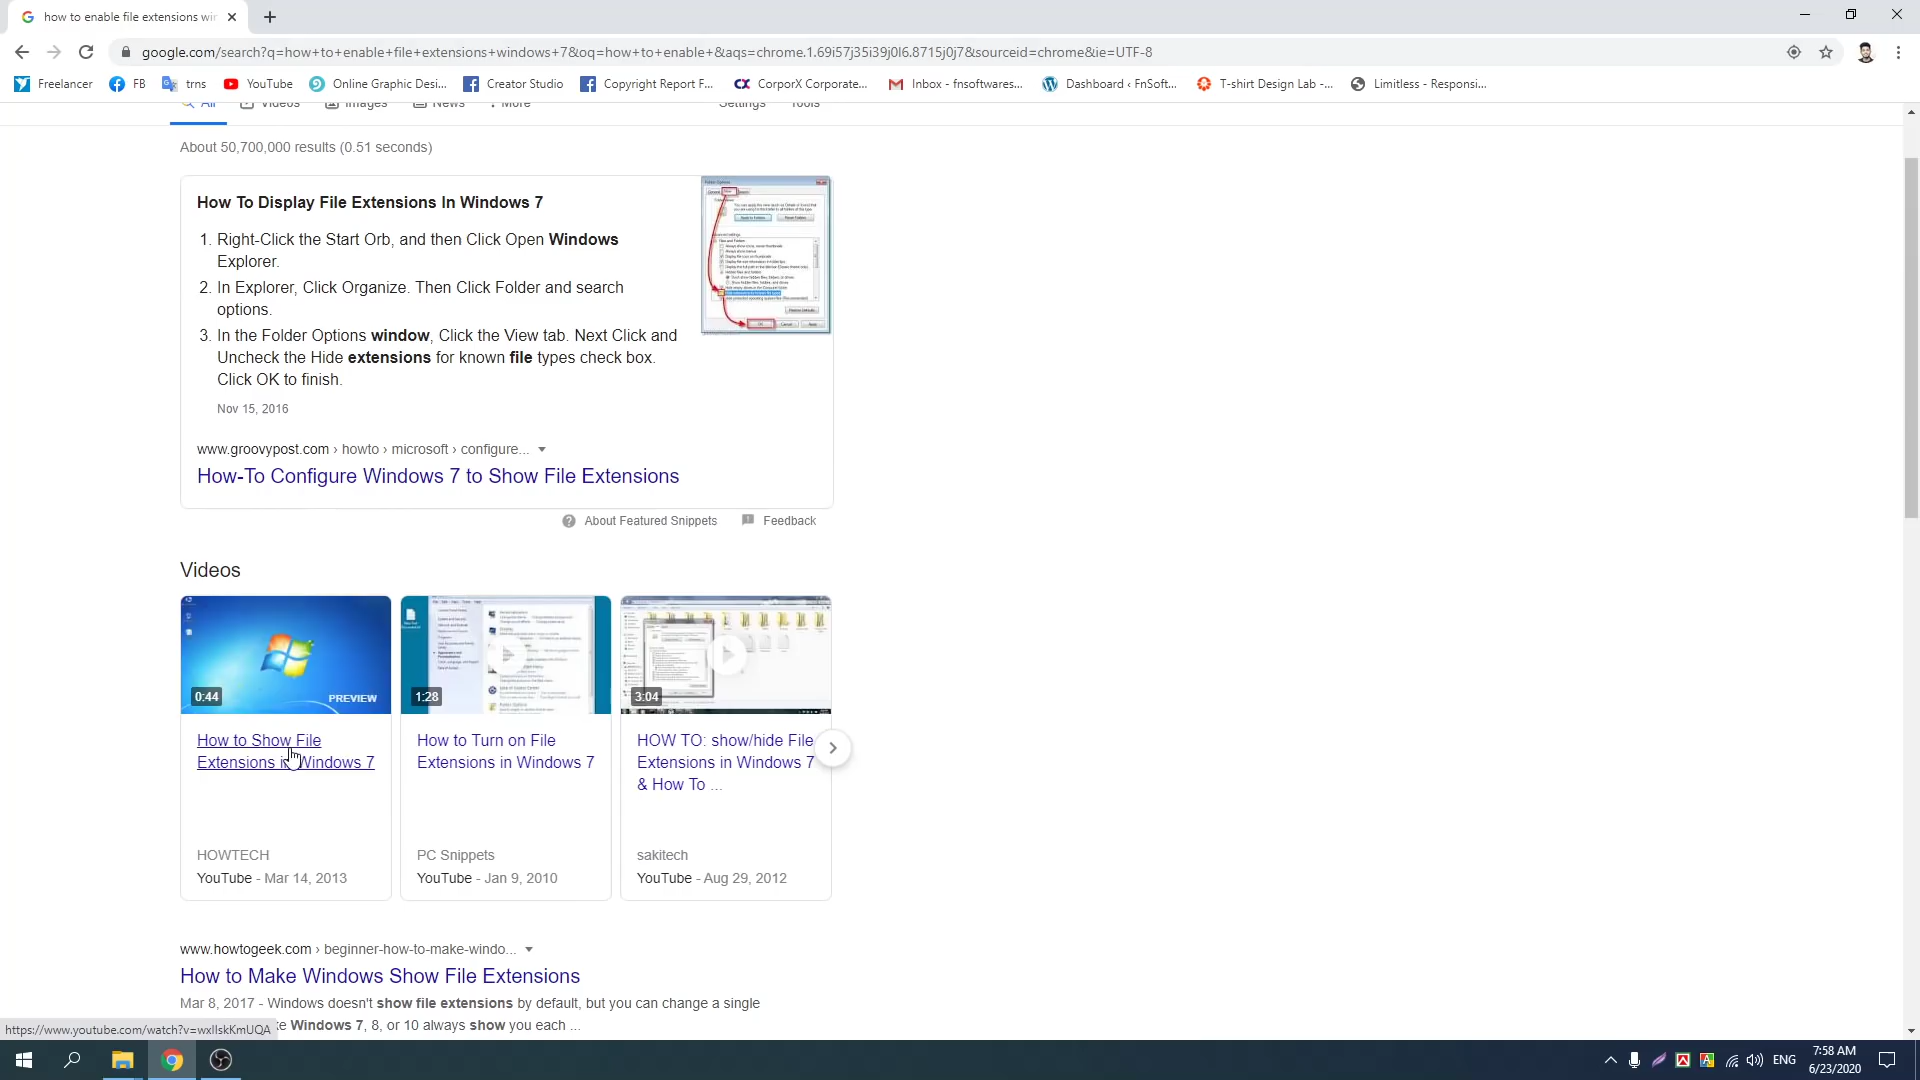 how to enable file extensions wi
google.com/search?q=how+to+enable+file+extensions+windows+7&oq=how+to+enable+&aqs=chrome.1.69i57j35i39j0l6.8715j0j7&sourceid=chrome&ie=UTF-8
Freelancer FB trns YouTube Online Graphic Desi... Creator Studio Copyright Report F... CorporX Corporate... Inbox - fnsoftwares... Dashboard ‹ FnSoft... T-shirt Design Lab -... Limitless - Responsi...
All Videos Images News More Settings Tools
About 50,700,000 results (0.51 seconds)
How To Display File Extensions In Windows 7
1. Right-Click the Start Orb, and then Click Open Windows
Explorer.
2. In Explorer, Click Organize. Then Click Folder and search
options.
3. In the Folder Options window, Click the View tab. Next Click and
Uncheck the Hide extensions for known file types check box.
Click OK to finish.
Nov 15, 2016
www.groovypost.com › howto › microsoft › configure...
How-To Configure Windows 7 to Show File Extensions
About Featured Snippets Feedback
Videos
0:44 PREVIEW 1:28 3:04
How to Show File How to Turn on File HOW TO: show/hide File
Extensions in Windows 7 Extensions in Windows 7 Extensions in Windows 7
& How To ...
HOWTECH PC Snippets sakitech
YouTube - Mar 14, 2013 YouTube - Jan 9, 2010 YouTube - Aug 29, 2012
www.howtogeek.com › beginner-how-to-make-windo...
How to Make Windows Show File Extensions
Mar 8, 2017 - Windows doesn't show file extensions by default, but you can change a single
https://www.youtube.com/watch?v=wxIlskKmUQA ke Windows 7, 8, or 10 always show you each ...
ENG 7:58 AM
6/23/2020